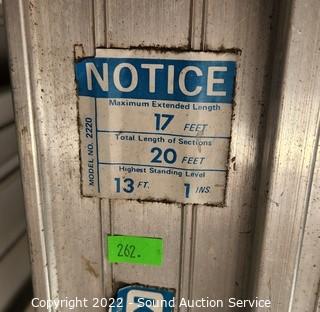 NOTICE
Maximum Extended Length
17 FEET
Total Length of Sections
20 FEET
Highest Standing Level
13 FT. 1 INS.
MODEL NO. 2220
262.
Copyright 2022 - Sound Auction Service